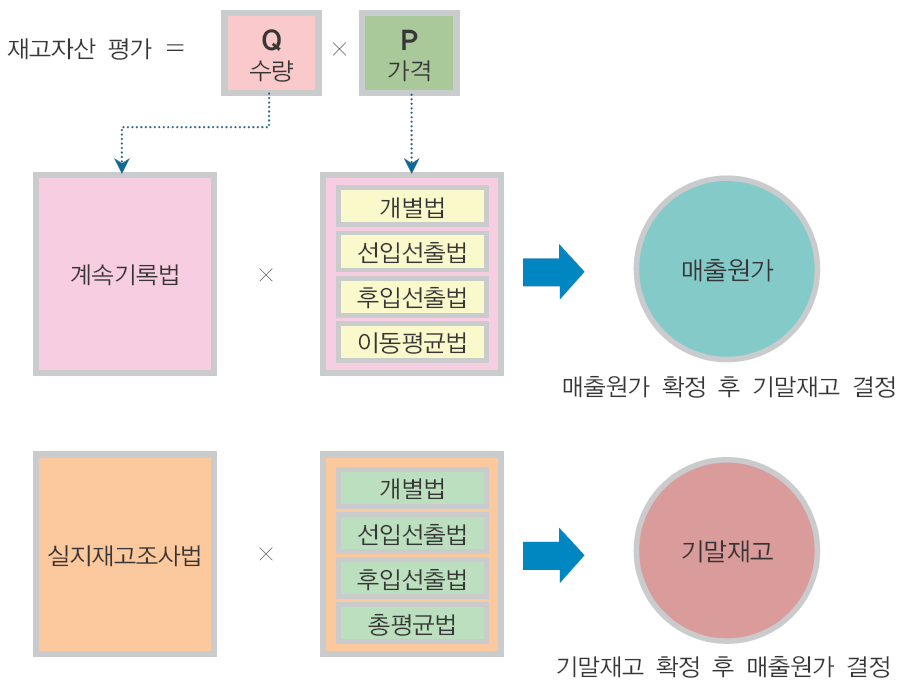 재고자산 평가 = Q × P
수량 가격
개별법
선입선출법
계속기록법 × 매출원가
후입선출법
이동평균법
매출원가 확정 후 기말재고 결정
개별법
선입선출법
실지재고조사법 × 기말재고
후입선출법
총평균법
기말재고 확정 후 매출원가 결정